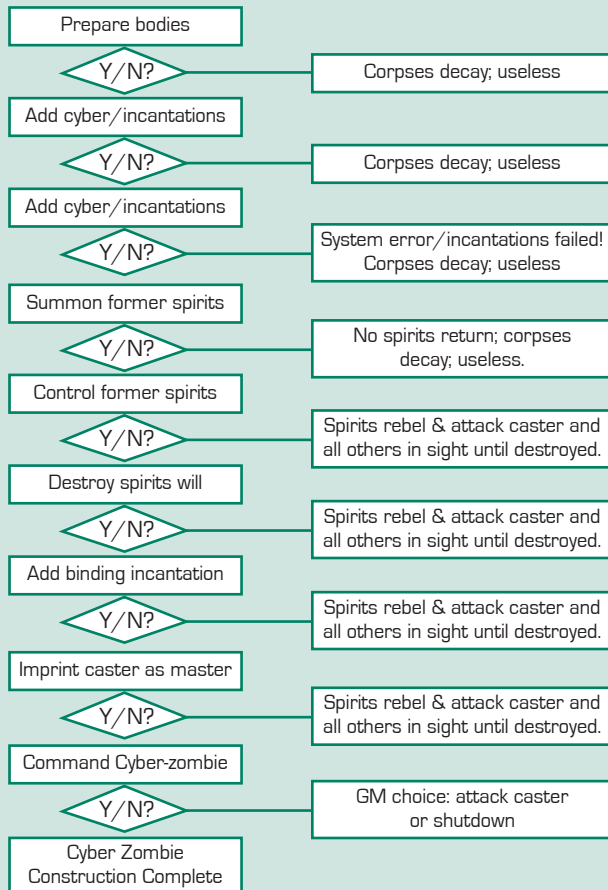 Prepare bodies
Y/N?
Corpses decay; useless
Add cyber/incantations
Y/N?
Corpses decay; useless
Add cyber/incantations
Y/N?
System error/incantations failed!
Corpses decay; useless
Summon former spirits
Y/N?
No spirits return; corpses
decay; useless.
Control former spirits
Y/N?
Spirits rebel & attack caster and
all others in sight until destroyed.
Destroy spirits will
Y/N?
Spirits rebel & attack caster and
all others in sight until destroyed.
Add binding incantation
Y/N?
Spirits rebel & attack caster and
all others in sight until destroyed.
Imprint caster as master
Y/N?
Spirits rebel & attack caster and
all others in sight until destroyed.
Command Cyber-zombie
Y/N?
GM choice: attack caster
or shutdown
Cyber Zombie
Construction Complete